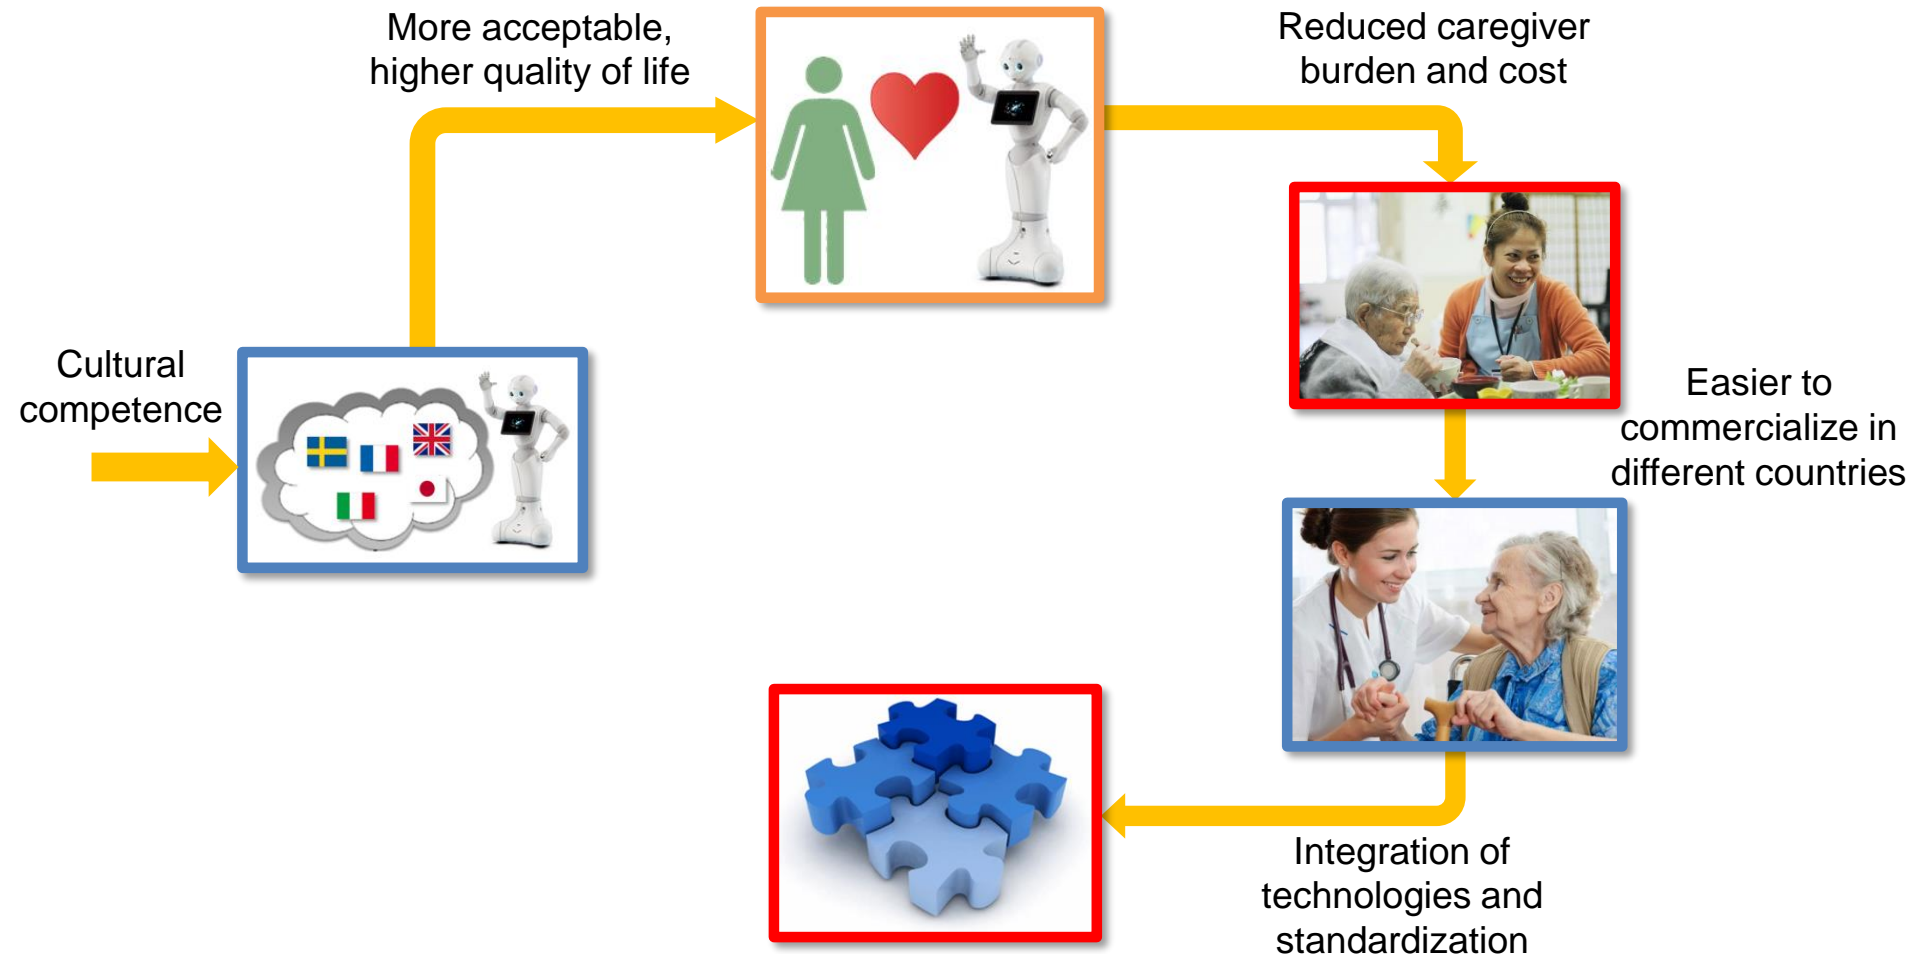 More acceptable,
higher quality of life
Reduced caregiver
burden and cost
Cultural
competence
Easier to
commercialize in
different countries
Integration of
technologies and
standardization